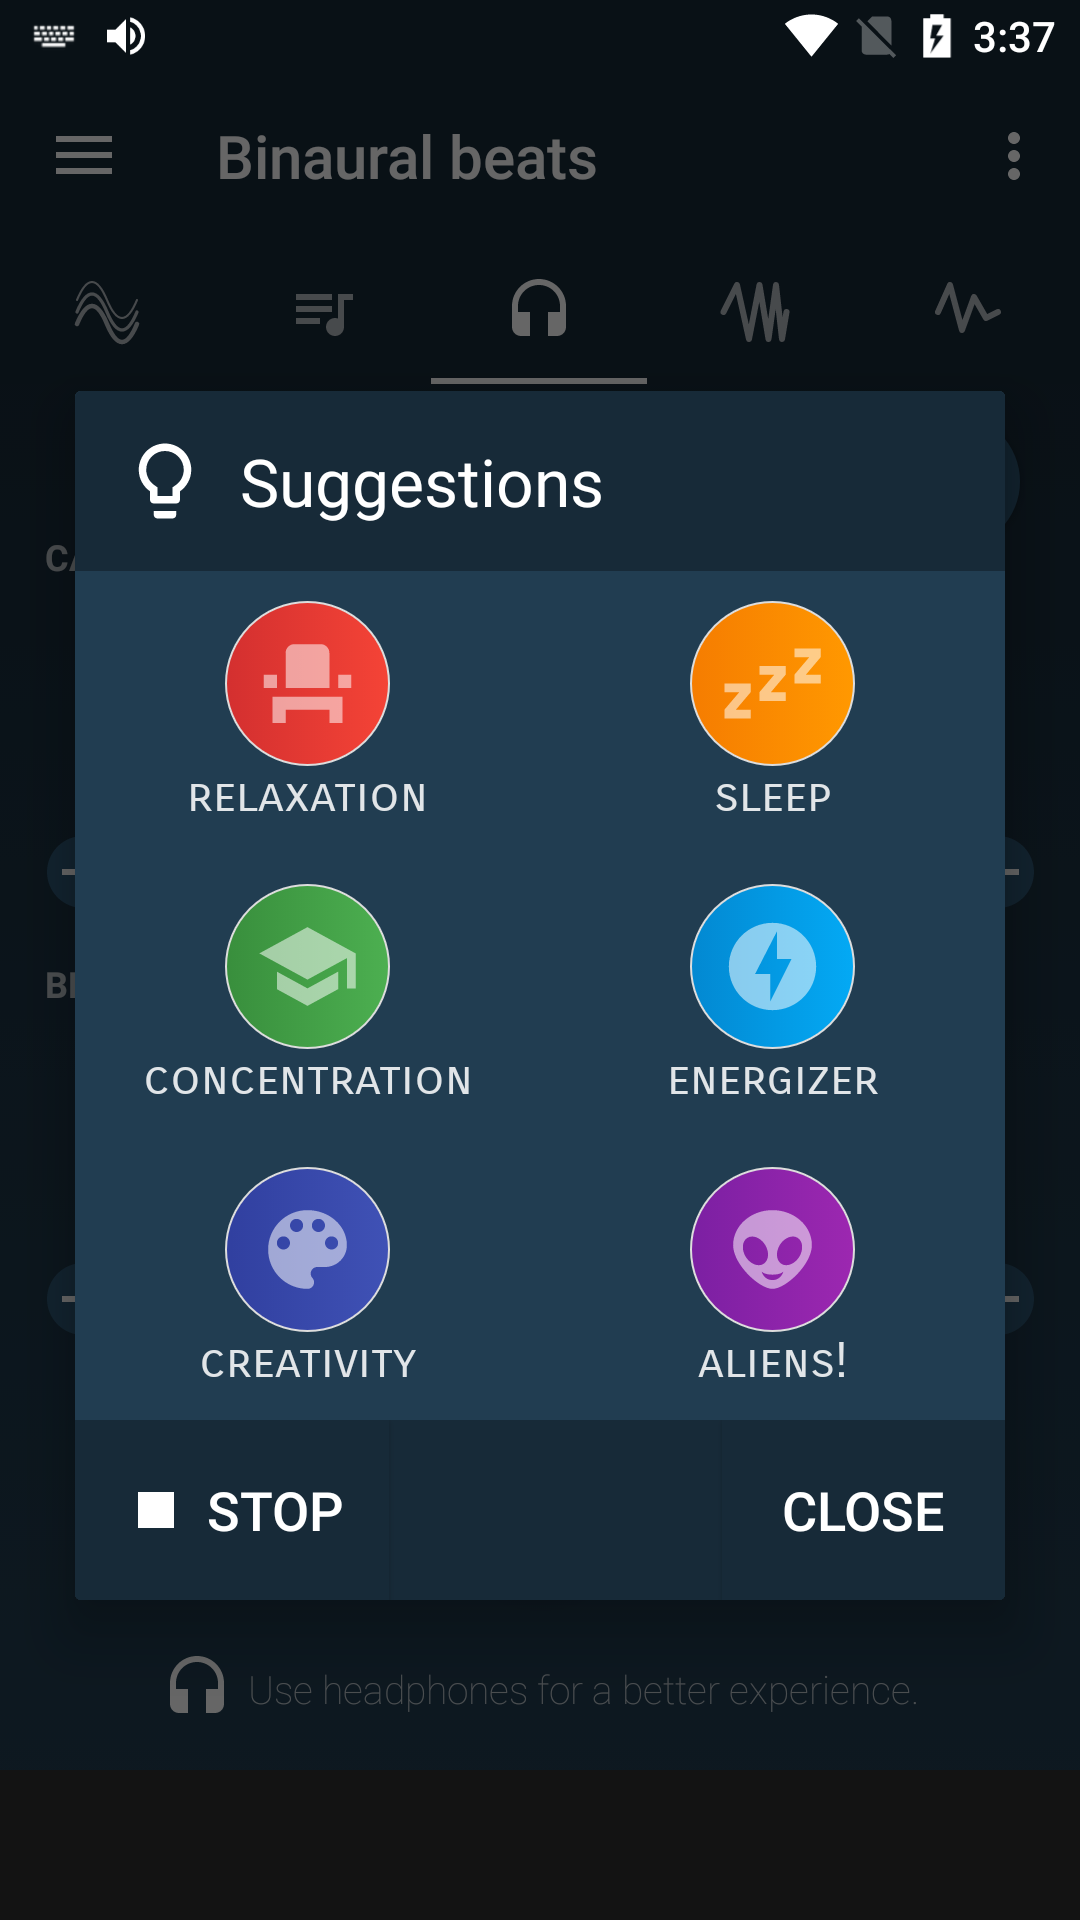 3:37
Binaural beats
Suggestions
CA
RELAXATION
SLEEP
CONCENTRATION
ENERGIZER
CREATIVITY
ALIENS!
STOP
CLOSE
Use headphones for a better experience.